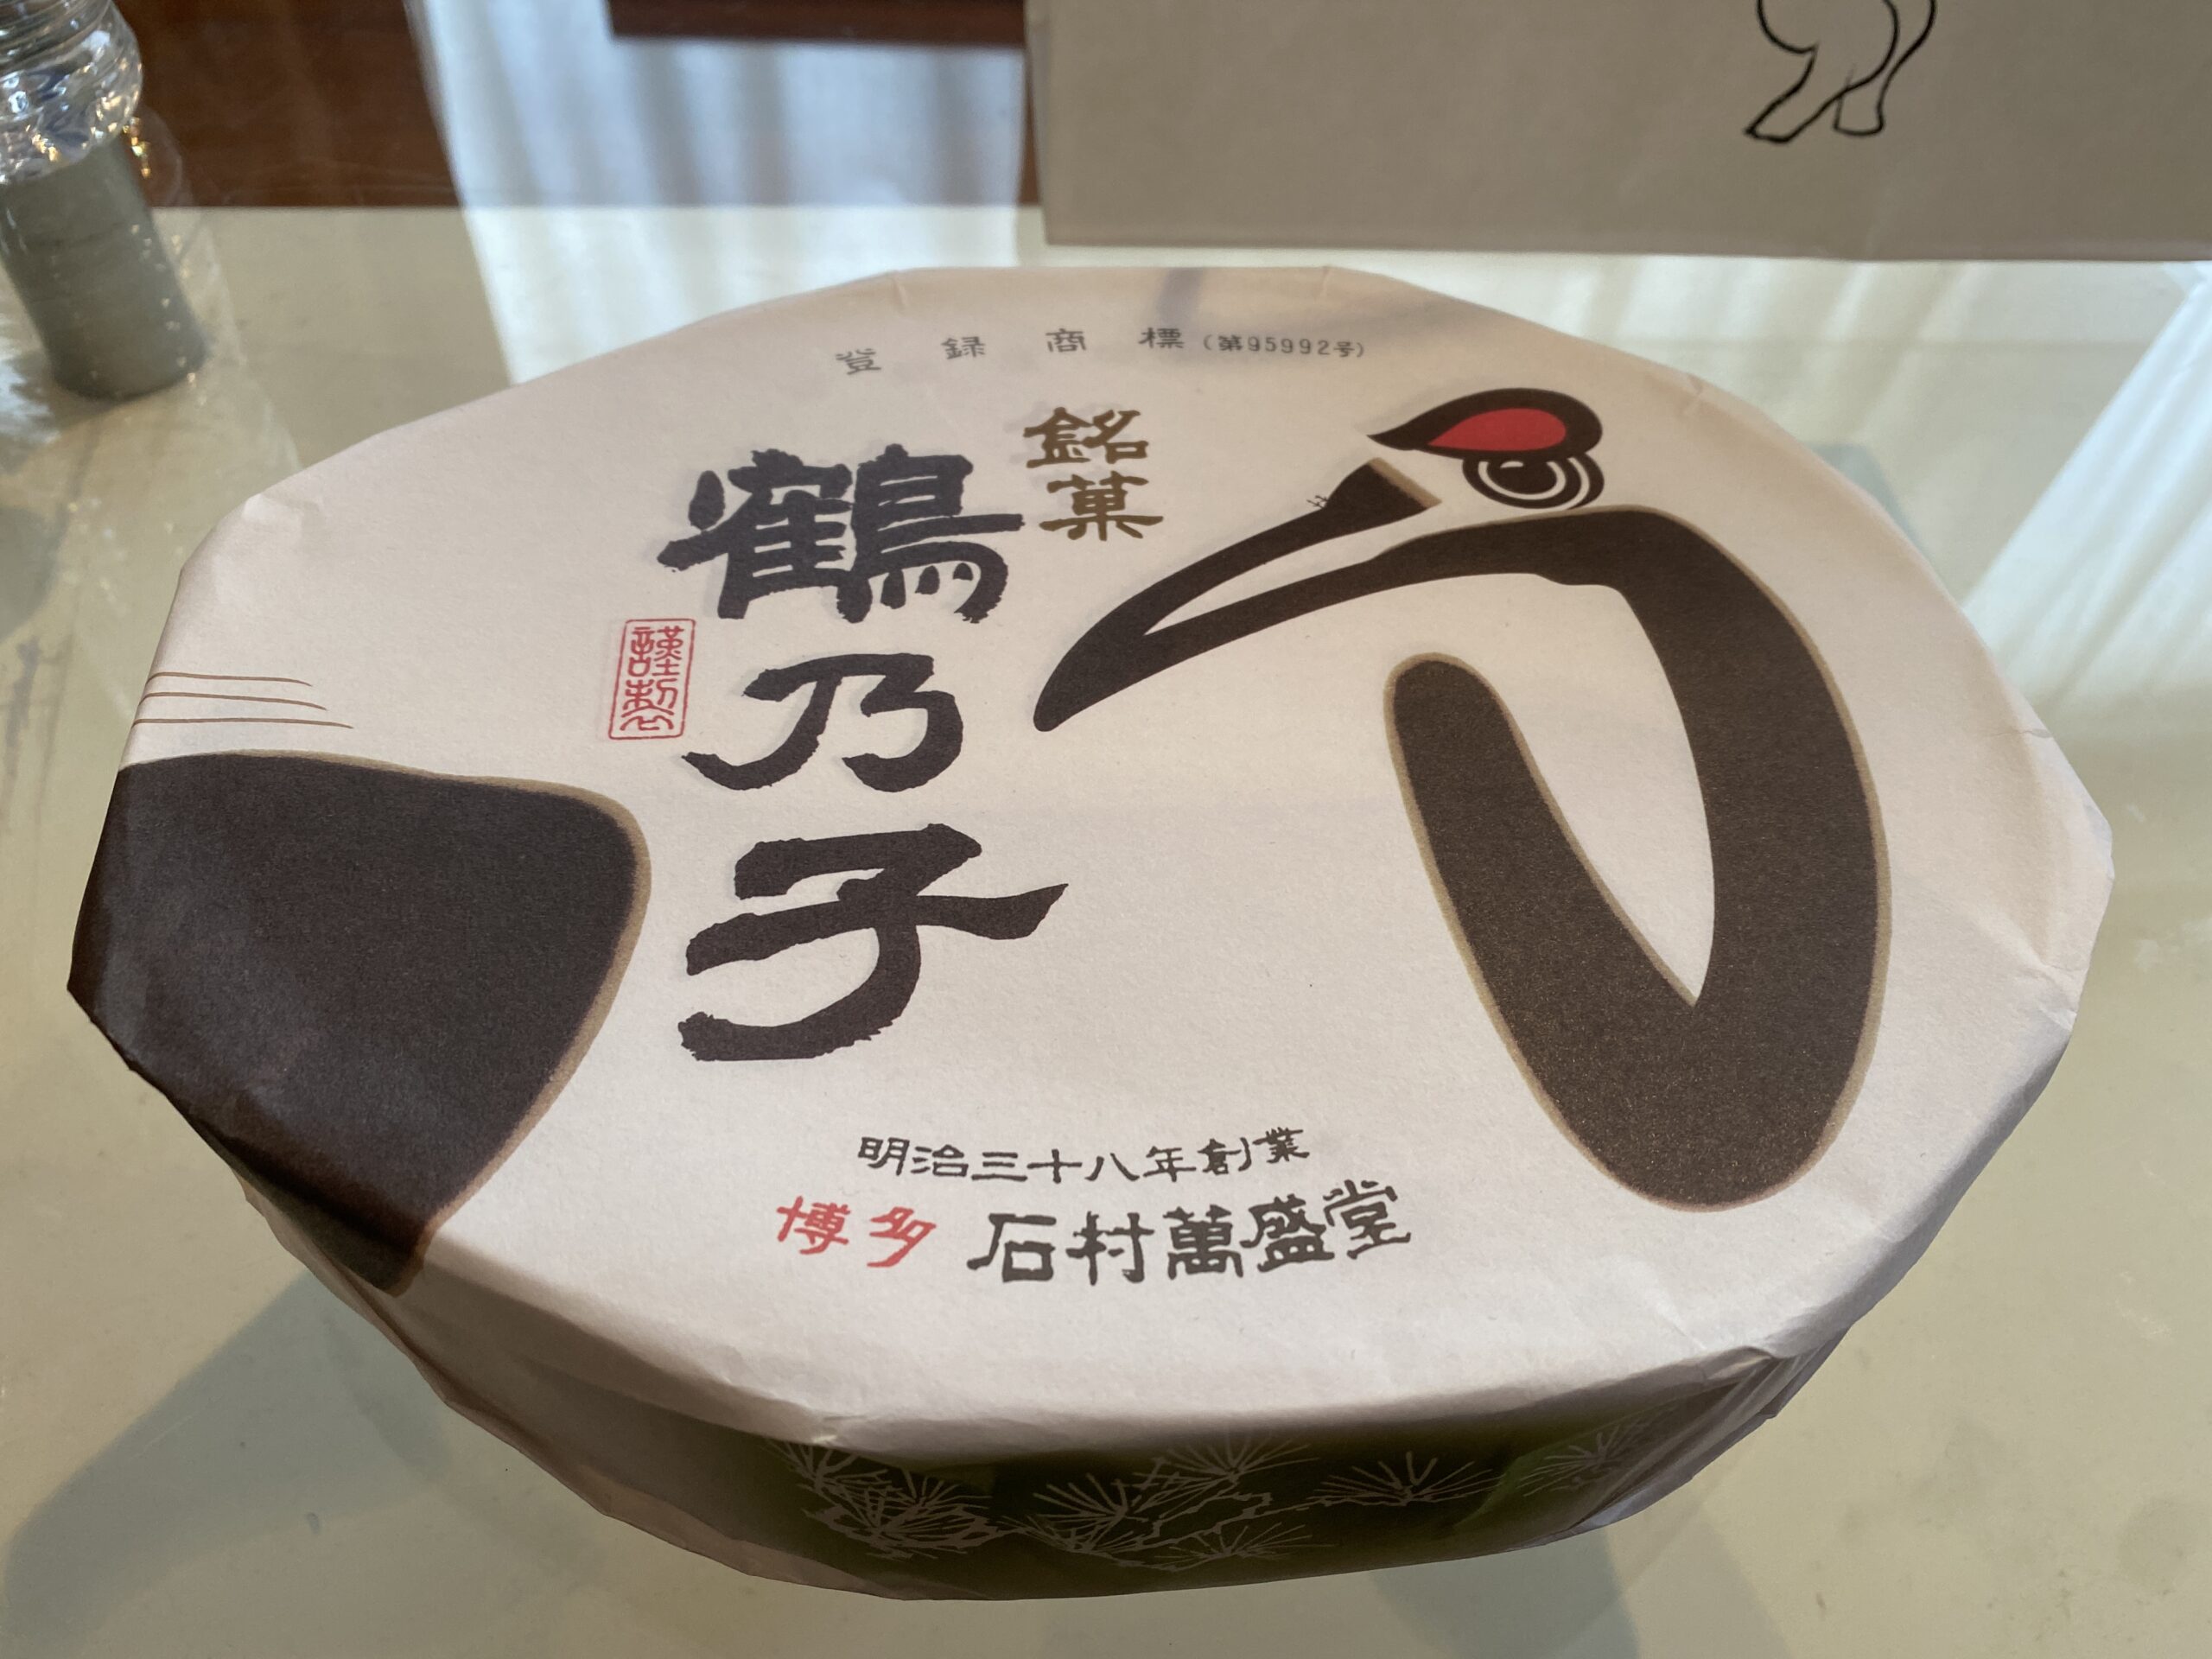 登録商標(第95992号)
銘菓
鶴乃子
謹製
明治三十八年創業
博多 石村萬盛堂